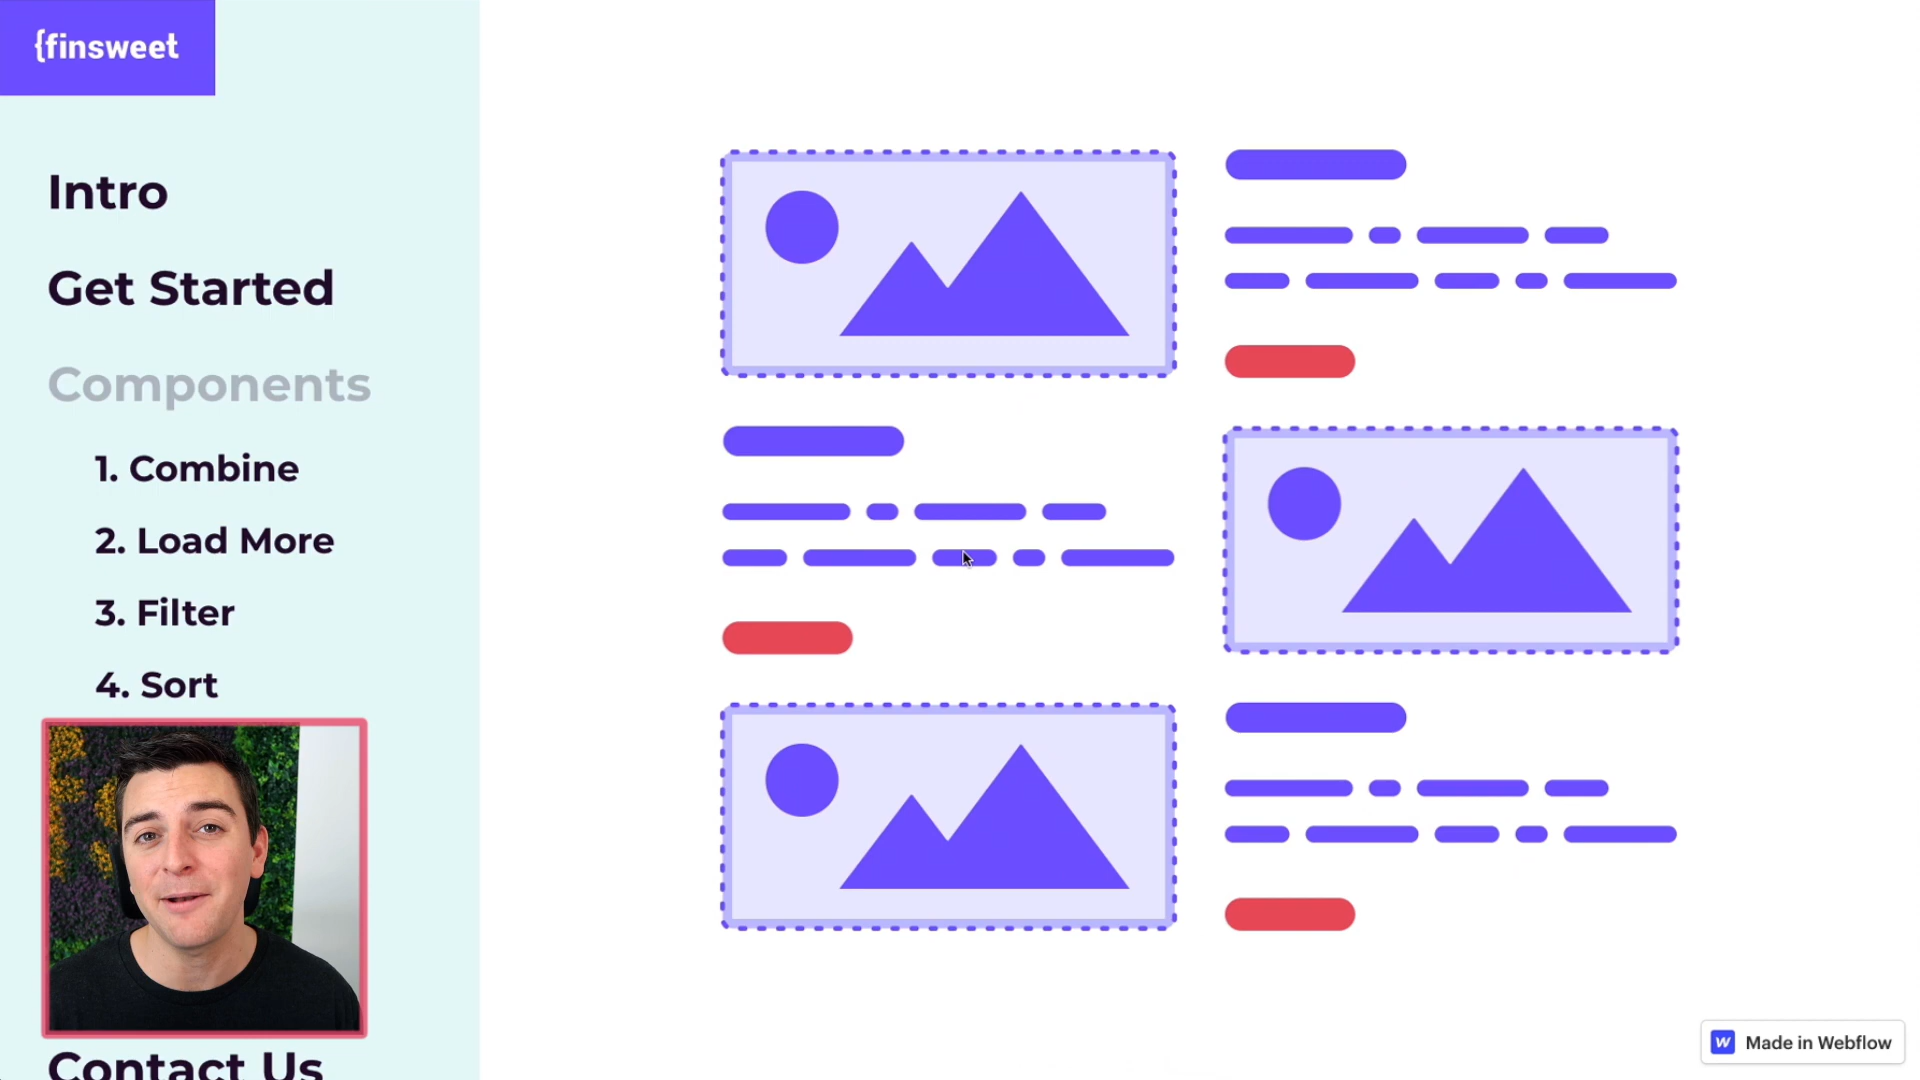 {finsweet
Intro
Get Started
Components
1. Combine
2. Load More
3. Filter
4. Sort
Contact Us
W Made in Webflow